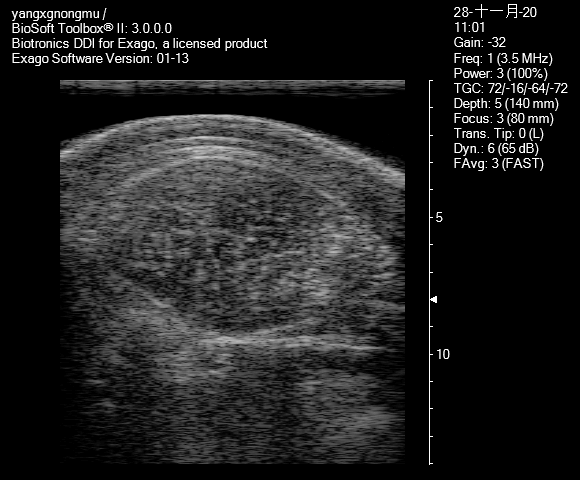 yangxgnongmu /
BioSoft Toolbox® II: 3.0.0.0
Biotronics DDI for Exago, a licensed product
Exago Software Version: 01-13
28-十一月-20
11:01
Gain: -32
Freq: 1 (3.5 MHz)
Power: 3 (100%)
TGC: 72/-16/-64/-72
Depth: 5 (140 mm)
Focus: 3 (80 mm)
Trans. Tip: 0 (L)
Dyn.: 6 (65 dB)
FAvg: 3 (FAST)
5
10